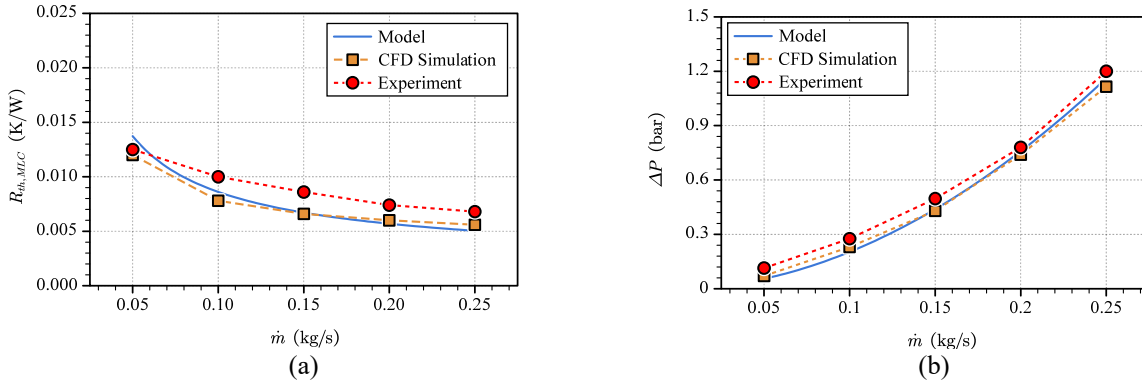 0.025
0.020
0.015
0.010
0.005
0.000
R_{th,MLC} (K/W)
Model
CFD Simulation
Experiment
0.05 0.10 0.15 0.20 0.25
ṁ (kg/s)
(a)
1.5
1.2
0.9
0.6
0.3
0
ΔP (bar)
Model
CFD Simulation
Experiment
0.05 0.1 0.15 0.2 0.25
ṁ (kg/s)
(b)